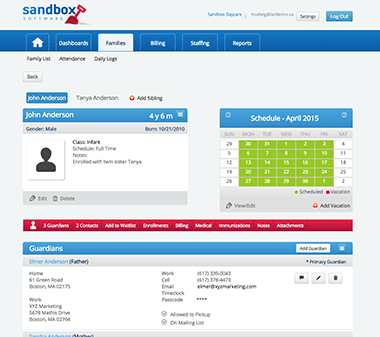 sandbox
SOFTWARE
Sandbox Daycare
Settings
Log Out
Dashboards Families Billing Staffing Reports
Family List Attendance Daily Logs
Back
John Anderson Tanya Anderson Add Sibling
John Anderson 4 y 6 m
Gender: Male Born: 10/21/2010
Class: Infant
Schedule: Full Time
Notes:
Enrolled with twin sister Tanya
Edit Delete
Schedule - April 2015
SUN MON TUE WED THU FRI SAT
29 30 31 1 2 3 4
5 6 7 8 9 10 11
12 13 14 15 16 17 18
19 20 21 22 23 24 25
26 27 28 29 30 1 2
Scheduled Vacation
View/Edit Add Vacation
3 Guardians 2 Contacts Add to Waitlist Enrollments Billing Medical Immunizations Notes Attachments
Guardians Add Guardian
Elmer Anderson (Father) * Primary Guardian
Home
61 Green Road
Boston, MA 02175
Work
XYZ Marketing
5678 Mathis Drive
Boston, MA 02764
Work (617) 339-0043
Cell (617) 378-4473
Email elmer@xyzmarketing.com
Timeclock
Passcode ****
Allowed to Pickup
On Mailing List
Sandra Anderson (Mother)